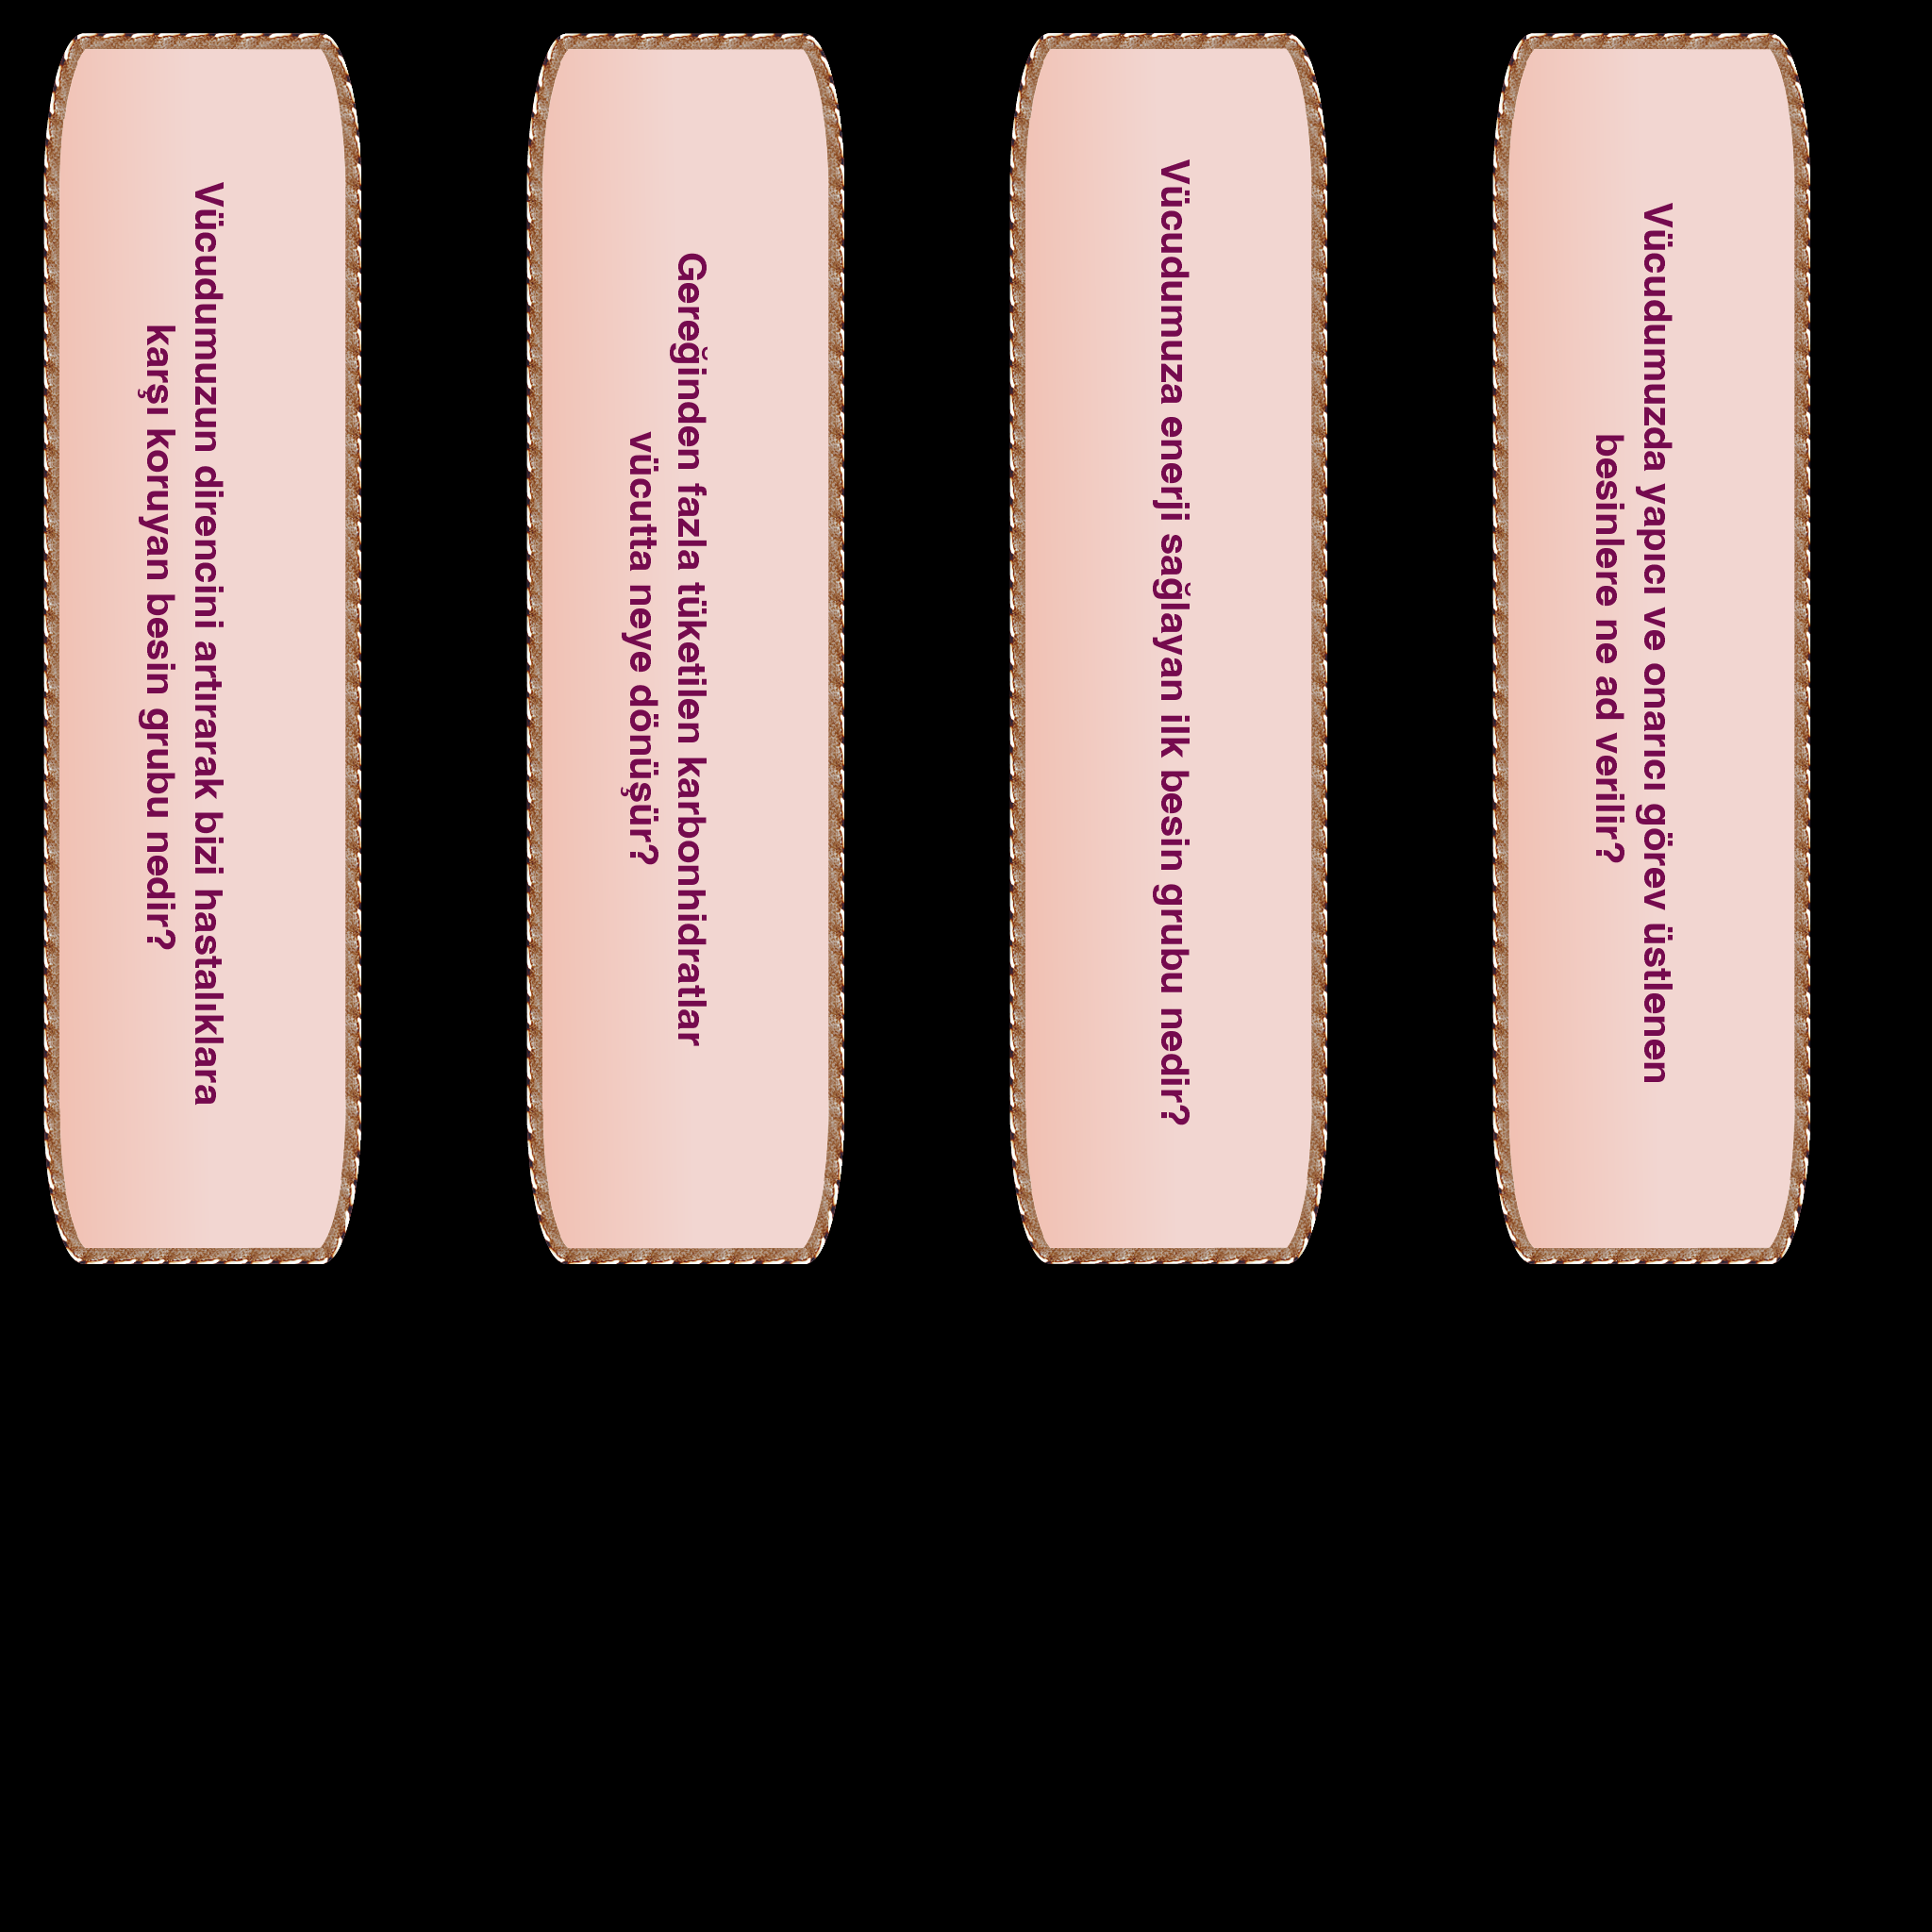 Vücudumuzda yapıcı ve onarıcı görev üstlenen
besinlere ne ad verilir?
Vücudumuza enerji sağlayan ilk besin grubu nedir?
Gereğinden fazla tüketilen karbonhidratlar
vücutta neye dönüşür?
Vücudumuzun direncini artırarak bizi hastalıklara
karşı koruyan besin grubu nedir?